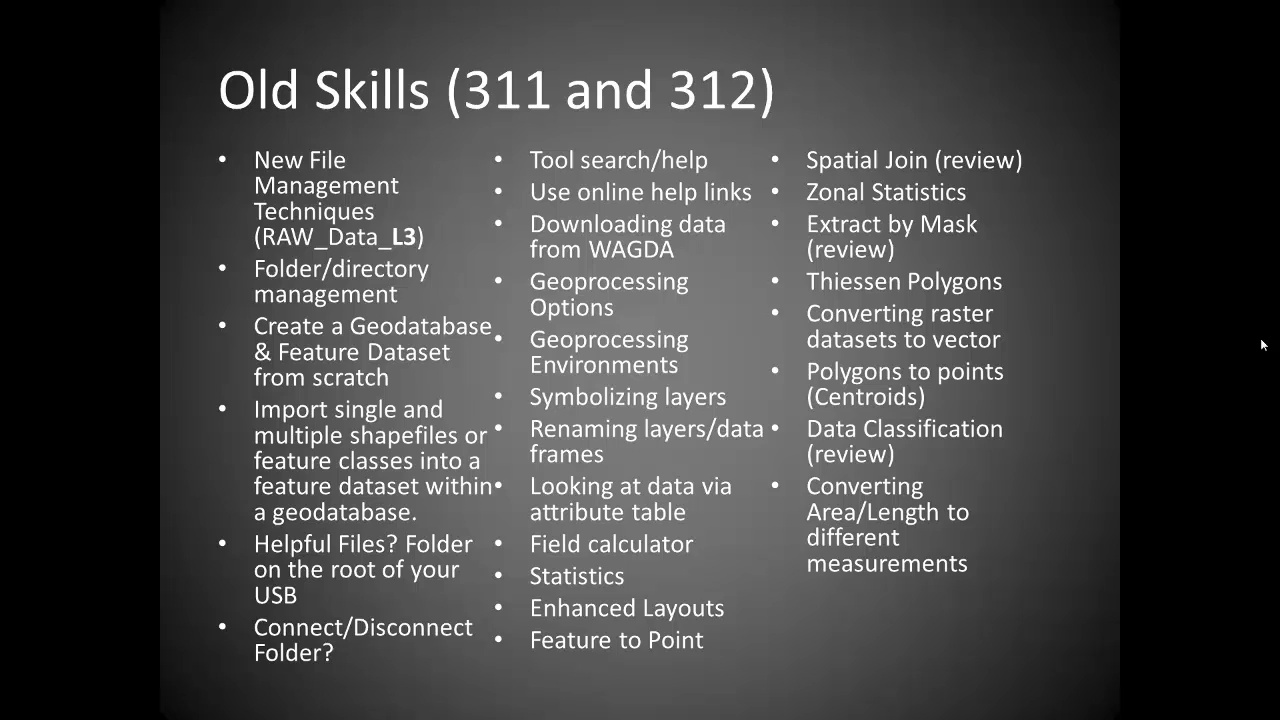 Old Skills (311 and 312)
• New File
Management
Techniques
(RAW_Data_L3)
• Folder/directory
management
• Create a Geodatabase
& Feature Dataset
from scratch
• Import single and
multiple shapefiles or
feature classes into a
feature dataset within
a geodatabase.
• Helpful Files? Folder
on the root of your
USB
• Connect/Disconnect
Folder?
• Tool search/help
• Use online help links
• Downloading data
from WAGDA
• Geoprocessing
Options
• Geoprocessing
Environments
• Symbolizing layers
• Renaming layers/data
frames
• Looking at data via
attribute table
• Field calculator
• Statistics
• Enhanced Layouts
• Feature to Point
• Spatial Join (review)
• Zonal Statistics
• Extract by Mask
(review)
• Thiessen Polygons
• Converting raster
datasets to vector
• Polygons to points
(Centroids)
• Data Classification
(review)
• Converting
Area/Length to
different
measurements